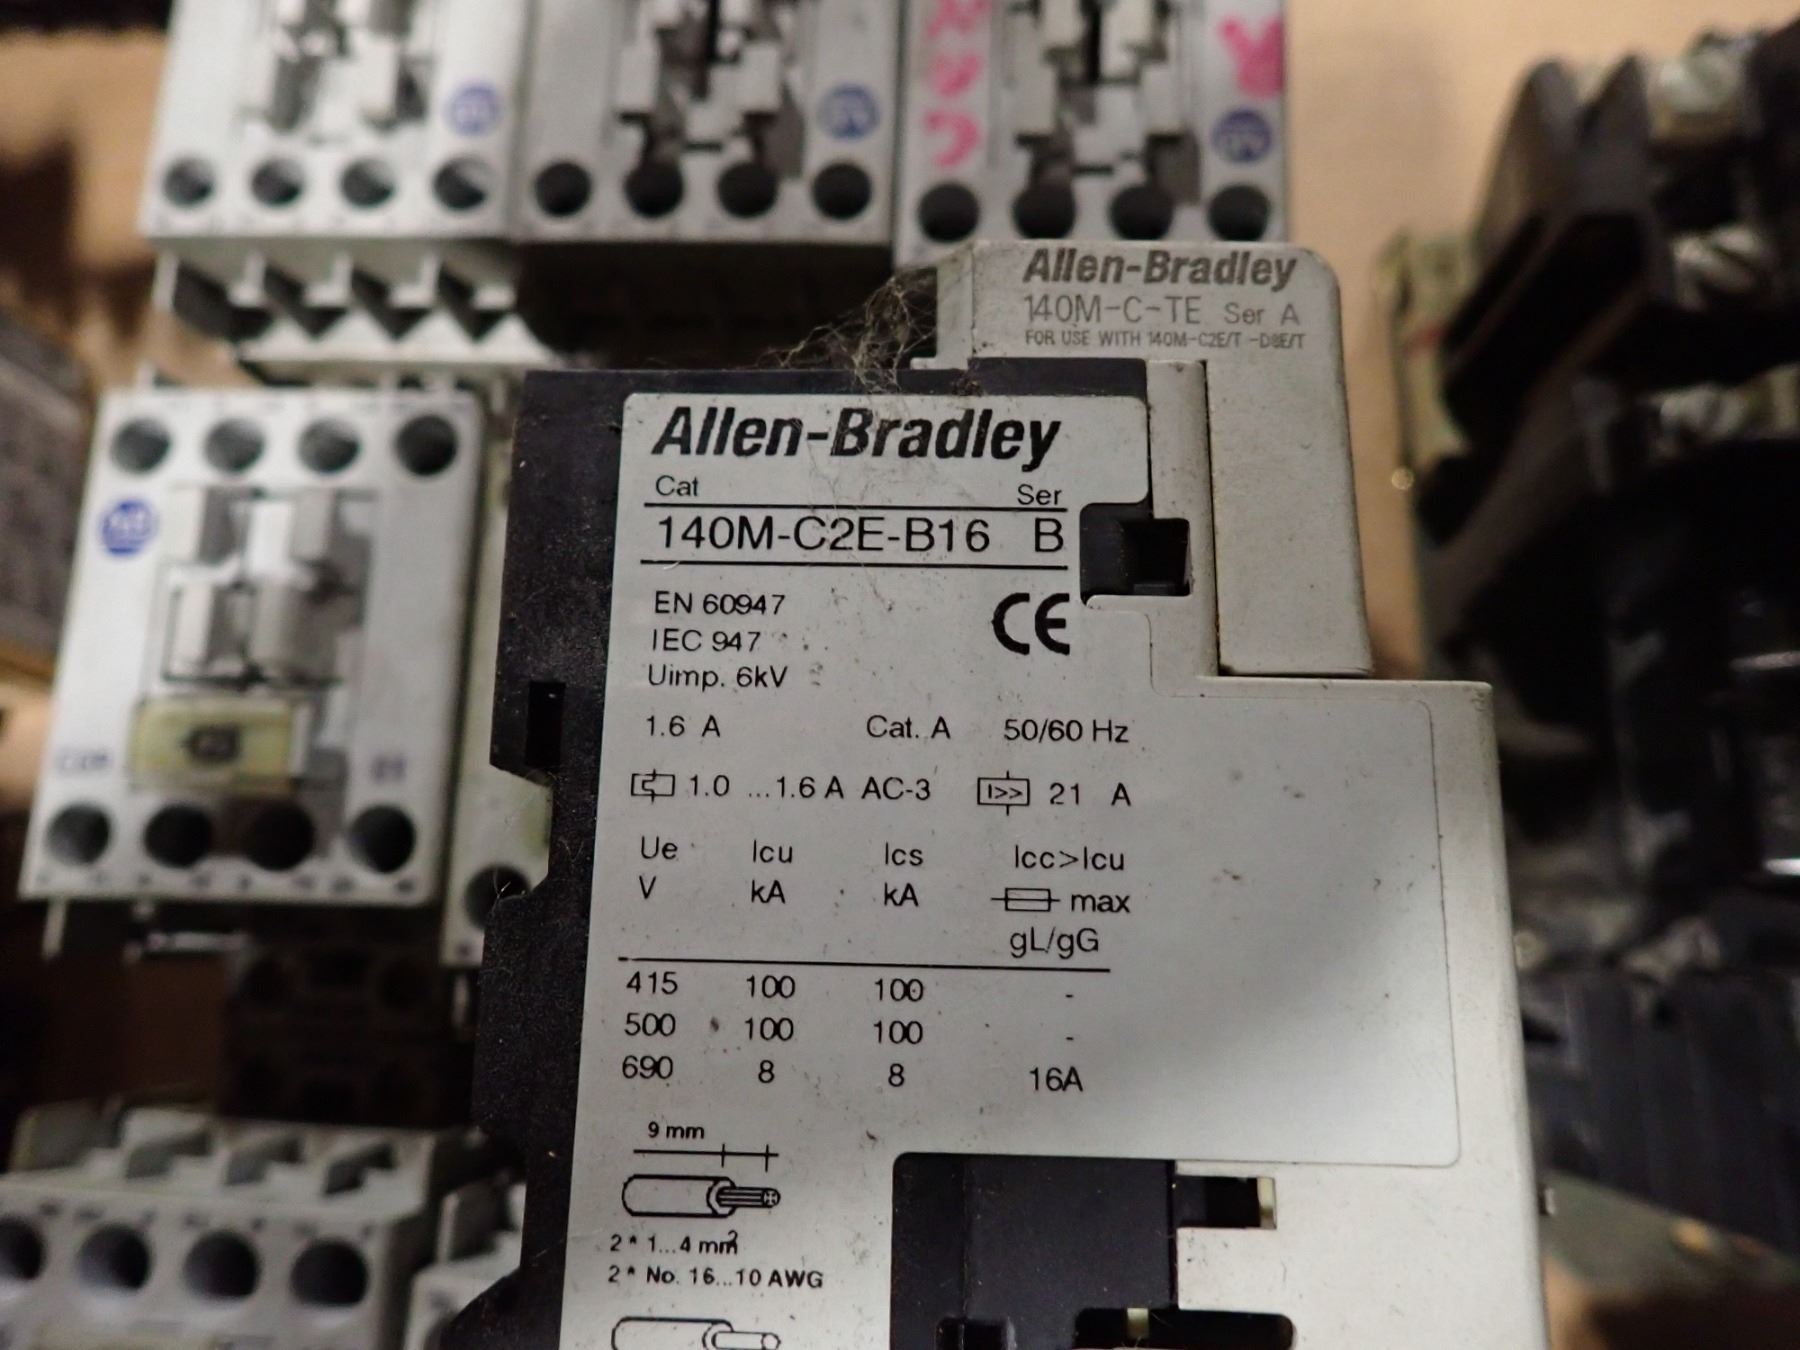 Allen-Bradley
140M-C-TE Ser A
FOR USE WITH 140M-C2E/T -D8E/T
Allen-Bradley
Cat Ser
140M-C2E-B16 B
EN 60947
IEC 947
Uimp. 6kV
CE
1.6 A Cat. A 50/60 Hz
1.0 ...1.6 A AC-3 I>> 21 A
Ue Icu Ics Icc>Icu
V kA kA max
gL/gG
415 100 100 -
500 100 100 -
690 8 8 16A
9 mm
2* 1...4 mm²
2* No. 16...10 AWG